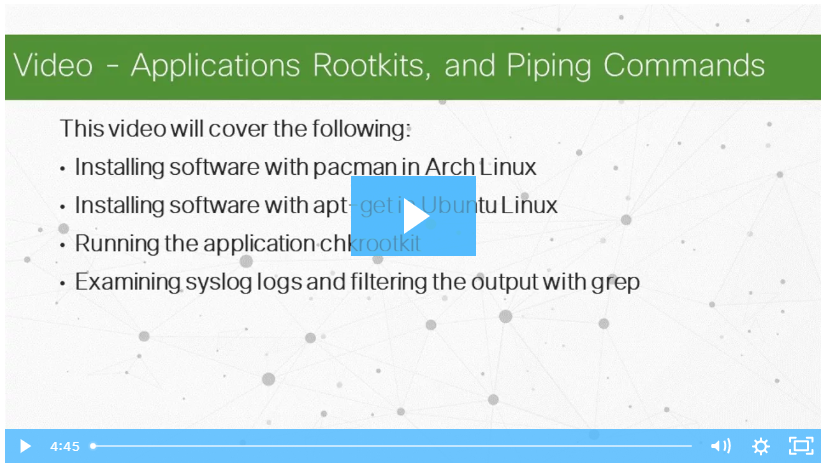 Video - Applications Rootkits, and Piping Commands
This video will cover the following:
• Installing software with pacman in Arch Linux
• Installing software with apt- get in Ubuntu Linux
• Running the application chkrootkit
• Examining syslog logs and filtering the output with grep
4:45